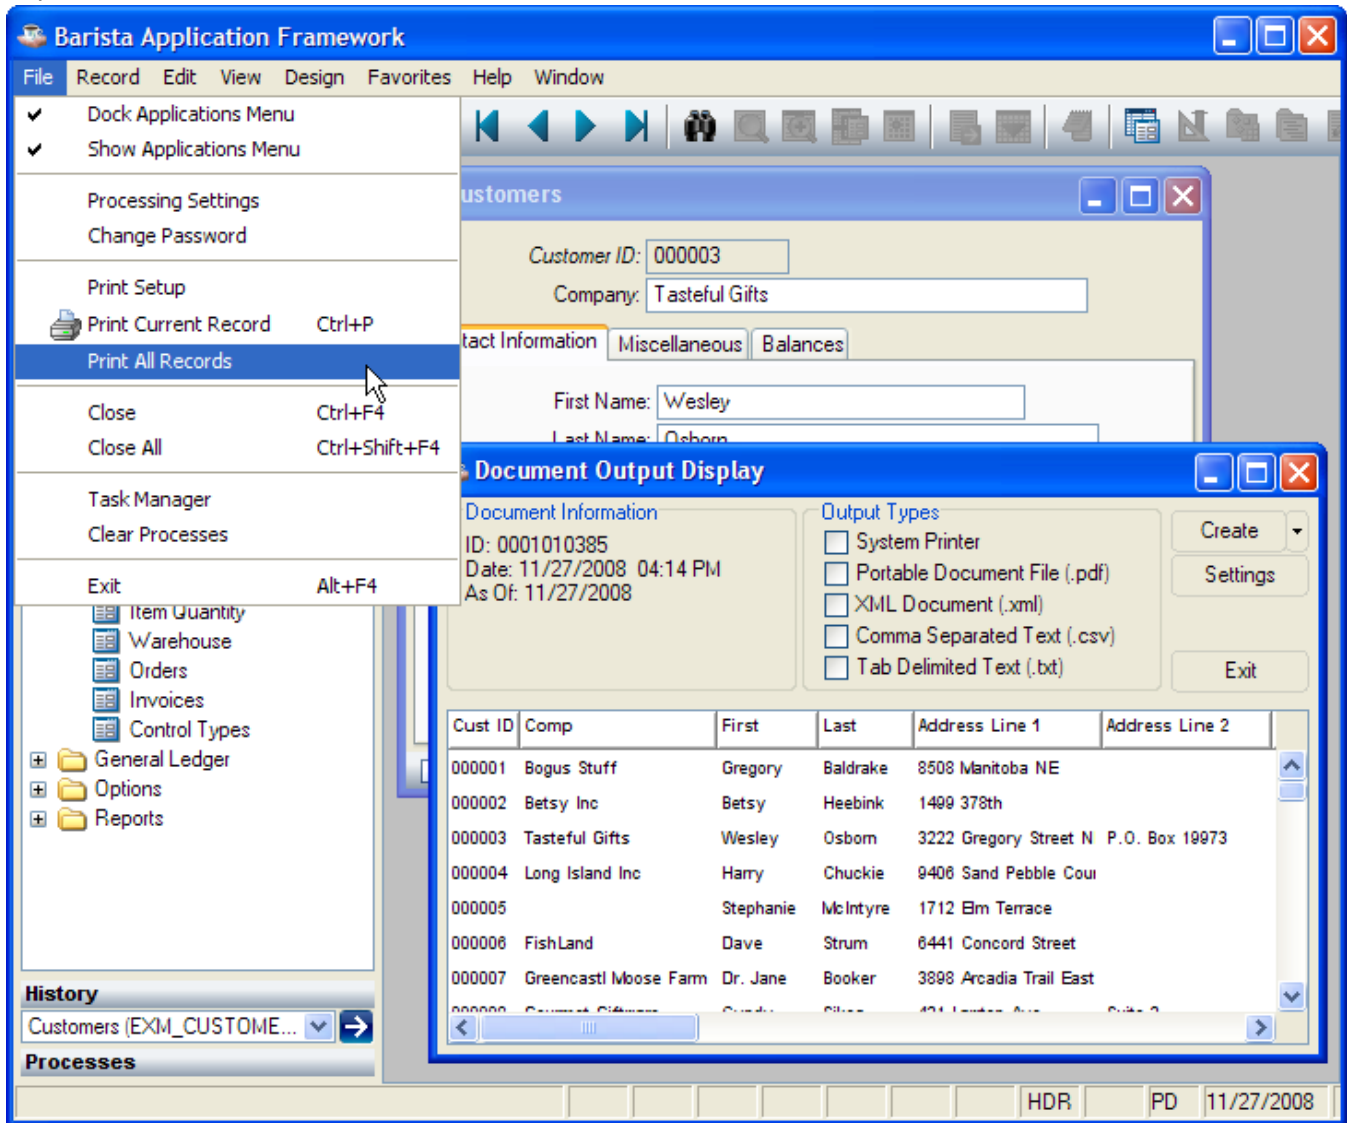 Barista Application Framework
File Record Edit View Design Favorites Help Window
Dock Applications Menu
Show Applications Menu
Processing Settings
Change Password
Print Setup
Print Current Record Ctrl+P
Print All Records
Close Ctrl+F4
Close All Ctrl+Shift+F4
Task Manager
Clear Processes
Exit Alt+F4
Item Quantity
Warehouse
Orders
Invoices
Control Types
General Ledger
Options
Reports
History
Customers (EXM_CUSTOME...
Processes
ustomers
Customer ID: 000003
Company: Tasteful Gifts
tact Information Miscellaneous Balances
First Name: Wesley
Last Name: Osborn
Document Output Display
Document Information
ID: 0001010385
Date: 11/27/2008 04:14 PM
As Of: 11/27/2008
Output Types
System Printer
Portable Document File (.pdf)
XML Document (.xml)
Comma Separated Text (.csv)
Tab Delimited Text (.txt)
Create
Settings
Exit
Cust ID Comp First Last Address Line 1 Address Line 2
000001 Bogus Stuff Gregory Baldrake 8508 Manitoba NE
000002 Betsy Inc Betsy Heebink 1499 378th
000003 Tasteful Gifts Wesley Osborn 3222 Gregory Street N P.O. Box 19973
000004 Long Island Inc Harry Chuckie 9406 Sand Pebble Cour
000005 Stephanie McIntyre 1712 Elm Terrace
000006 FishLand Dave Strum 6441 Concord Street
000007 Greencastl Moose Farm Dr. Jane Booker 3898 Arcadia Trail East
HDR PD 11/27/2008